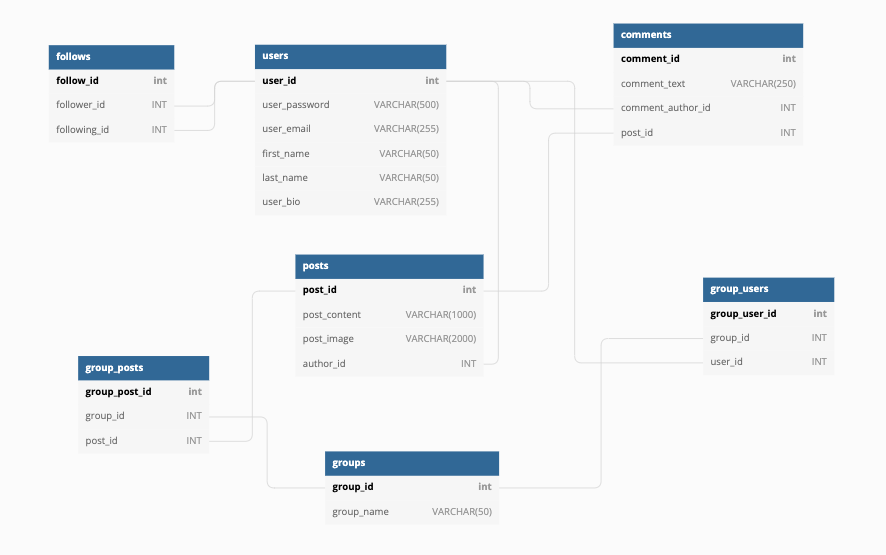 follows
follow_id int
follower_id INT
following_id INT
users
user_id int
user_password VARCHAR(500)
user_email VARCHAR(255)
first_name VARCHAR(50)
last_name VARCHAR(50)
user_bio VARCHAR(255)
comments
comment_id int
comment_text VARCHAR(250)
comment_author_id INT
post_id INT
posts
post_id int
post_content VARCHAR(1000)
post_image VARCHAR(2000)
author_id INT
group_users
group_user_id int
group_id INT
user_id INT
group_posts
group_post_id int
group_id INT
post_id INT
groups
group_id int
group_name VARCHAR(50)